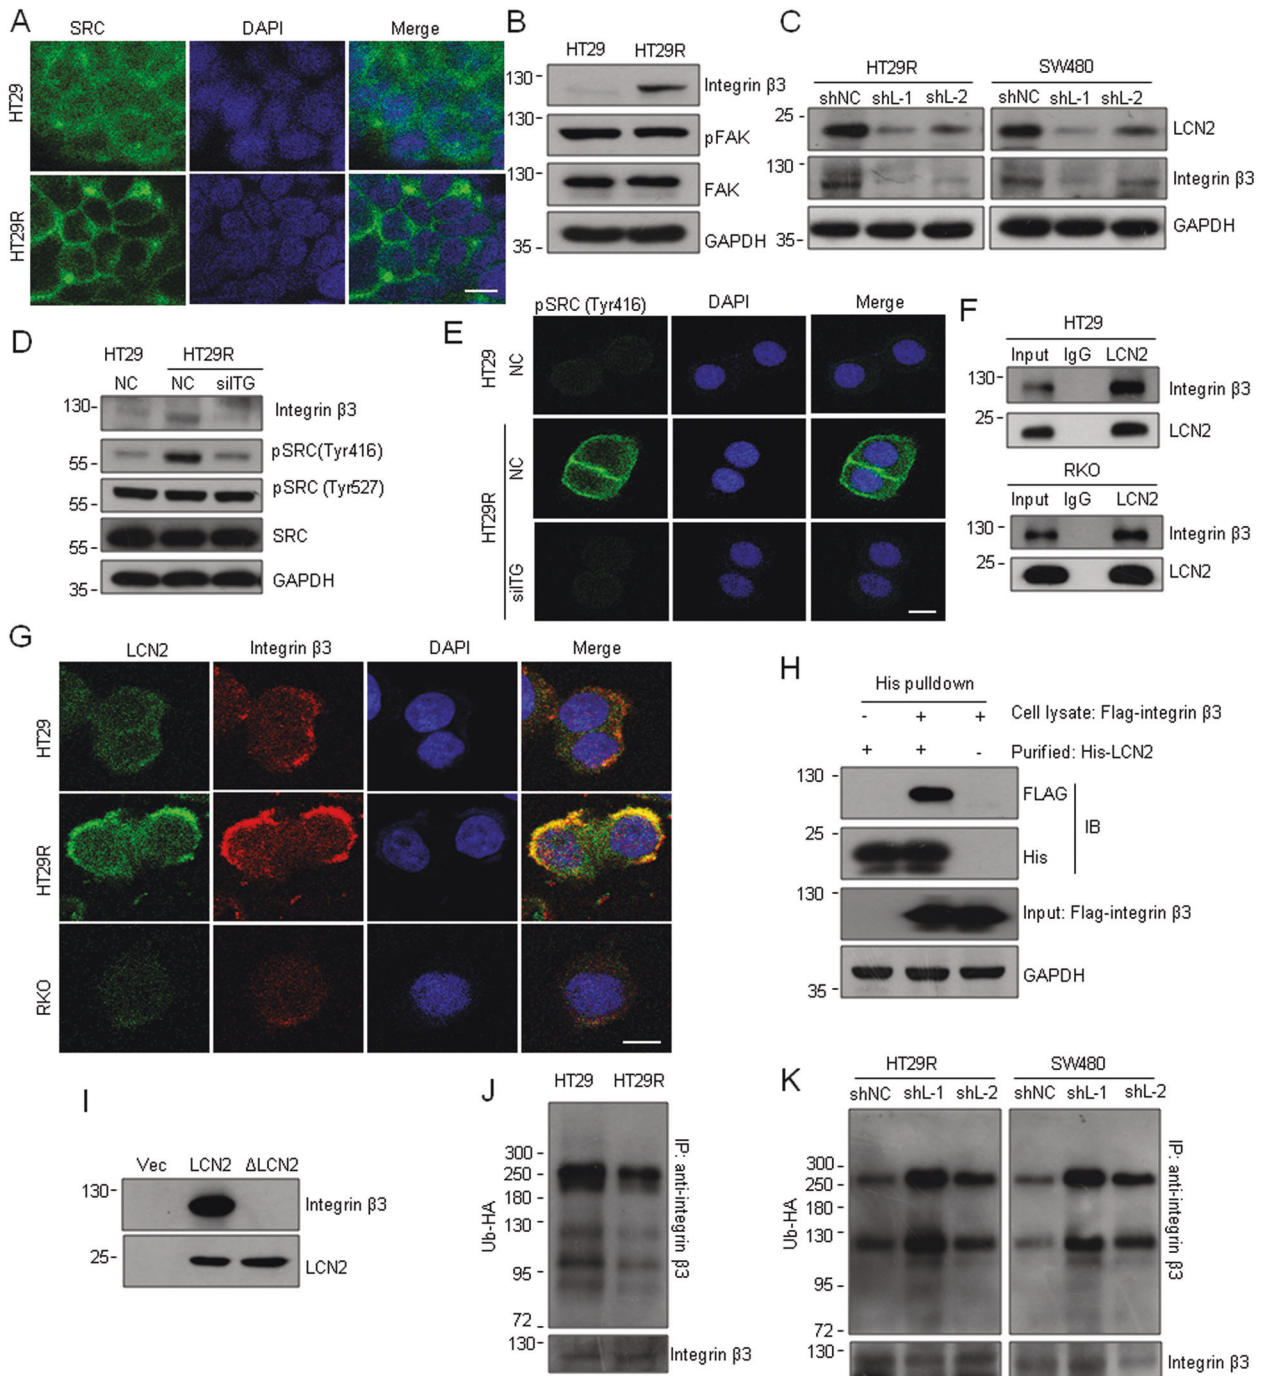 A
SRC
DAPI
Merge
HT29
HT29R
B
HT29
HT29R
130
Integrin β3
130
pFAK
130
FAK
35
GAPDH
C
HT29R
SW480
shNC
shL-1
shL-2
shNC
shL-1
shL-2
25
LCN2
130
Integrin β3
35
GAPDH
D
HT29
HT29R
NC
NC
siITG
130
Integrin β3
55
pSRC(Tyr416)
55
pSRC (Tyr527)
55
SRC
35
GAPDH
E
pSRC (Tyr416)
DAPI
Merge
HT29
NC
HT29R
NC
siITG
F
HT29
Input
IgG
LCN2
130
Integrin β3
25
LCN2
RKO
Input
IgG
LCN2
130
Integrin β3
25
LCN2
G
LCN2
Integrin β3
DAPI
Merge
HT29
HT29R
RKO
H
His pulldown
- + + Cell lysate: Flag-integrin β3
+ + - Purified: His-LCN2
130
FLAG
25
His
IB
130
Input: Flag-integrin β3
35
GAPDH
I
Vec
LCN2
ΔLCN2
130
Integrin β3
25
LCN2
J
HT29
HT29R
300
250
180
130
95
72
Ub-HA
IP: anti-integrin β3
130
Integrin β3
K
HT29R
SW480
shNC
shL-1
shL-2
shNC
shL-1
shL-2
300
250
180
130
95
72
Ub-HA
IP: anti-integrin β3
130
Integrin β3